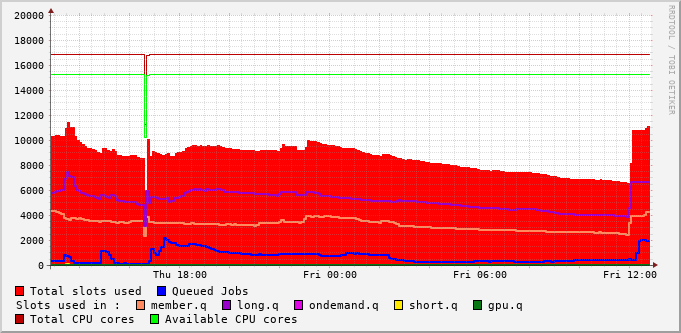 20000
18000
16000
14000
12000
10000
8000
6000
4000
2000
0
Thu 18:00 Fri 00:00 Fri 06:00 Fri 12:00
RRDTOOL / TOBI OETIKER
Total slots used Queued Jobs
Slots used in : member.q long.q ondemand.q short.q gpu.q
Total CPU cores Available CPU cores